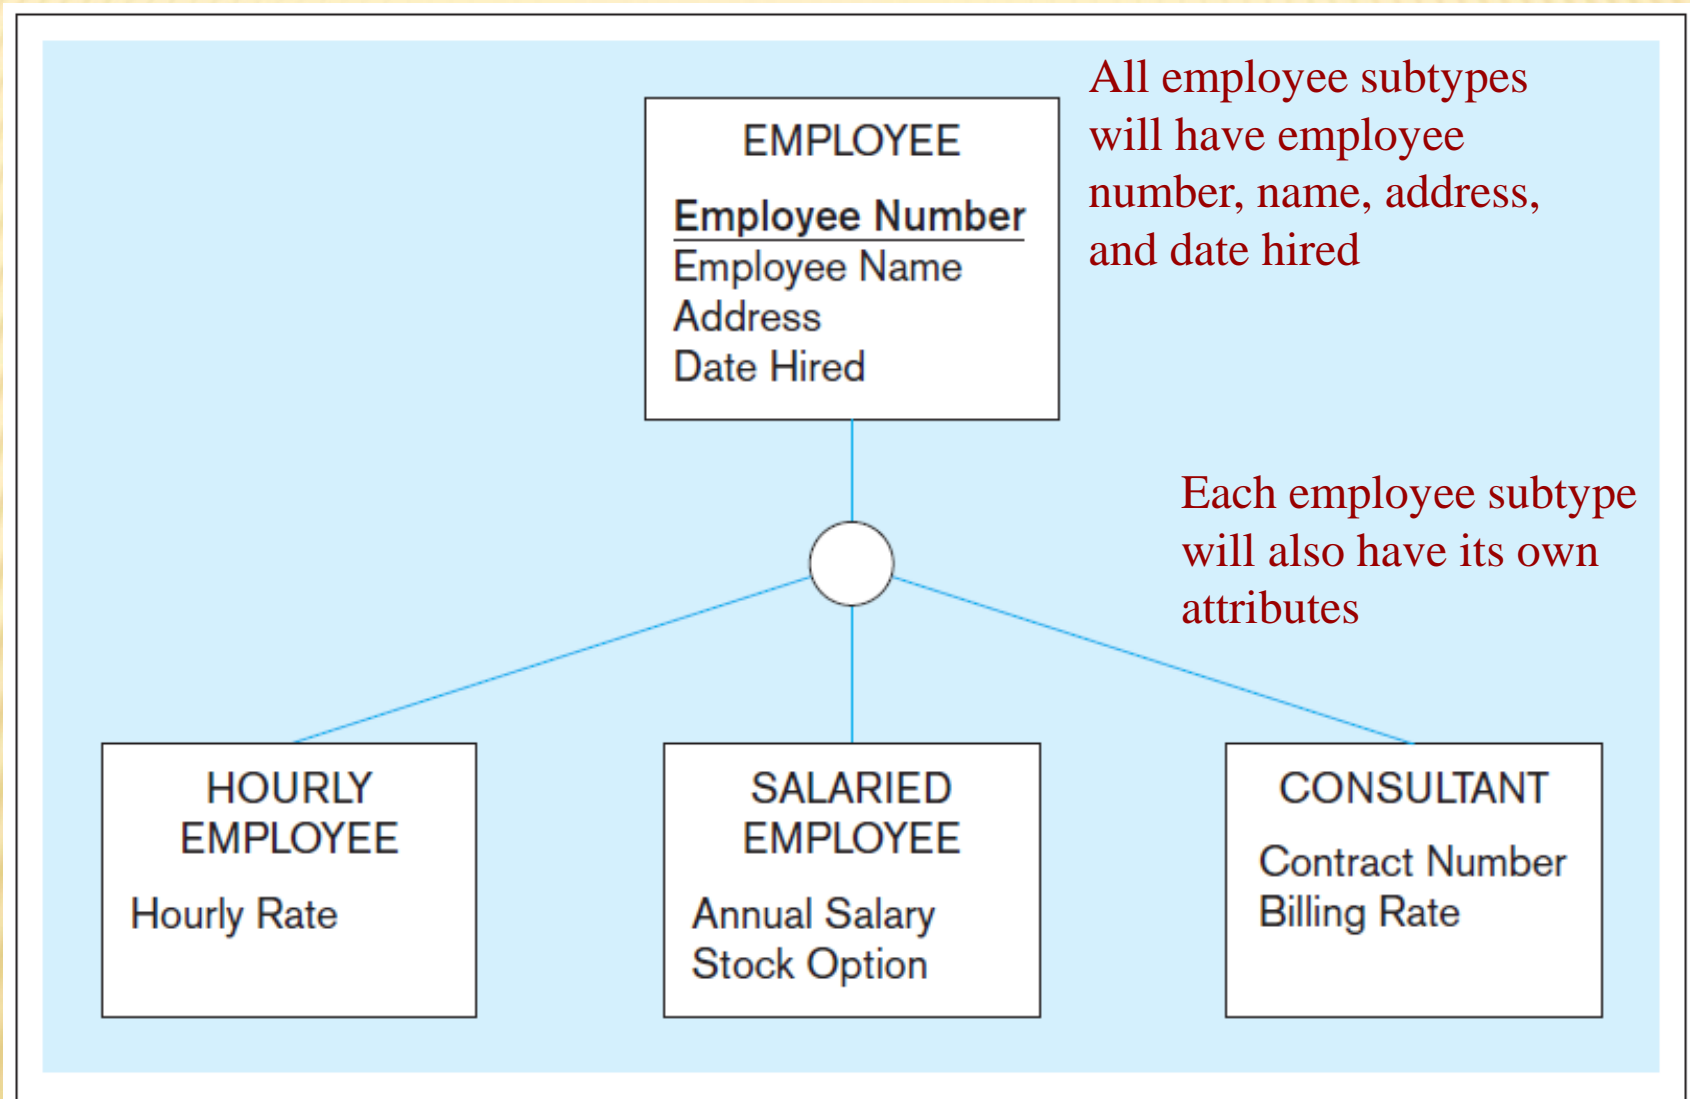 All employee subtypes
will have employee
number, name, address,
and date hired
EMPLOYEE
Employee Number
Employee Name
Address
Date Hired
Each employee subtype
will also have its own
attributes
HOURLY
EMPLOYEE
Hourly Rate
SALARIED
EMPLOYEE
Annual Salary
Stock Option
CONSULTANT
Contract Number
Billing Rate